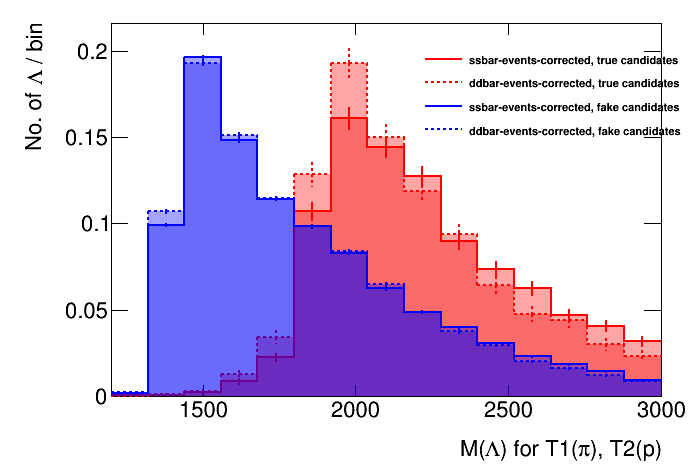 No. of Λ / bin
0.2
0.15
0.1
0.05
0
ssbar-events-corrected, true candidates
ddbar-events-corrected, true candidates
ssbar-events-corrected, fake candidates
ddbar-events-corrected, fake candidates
1500
2000
2500
3000
M(Λ) for T1(π), T2(p)